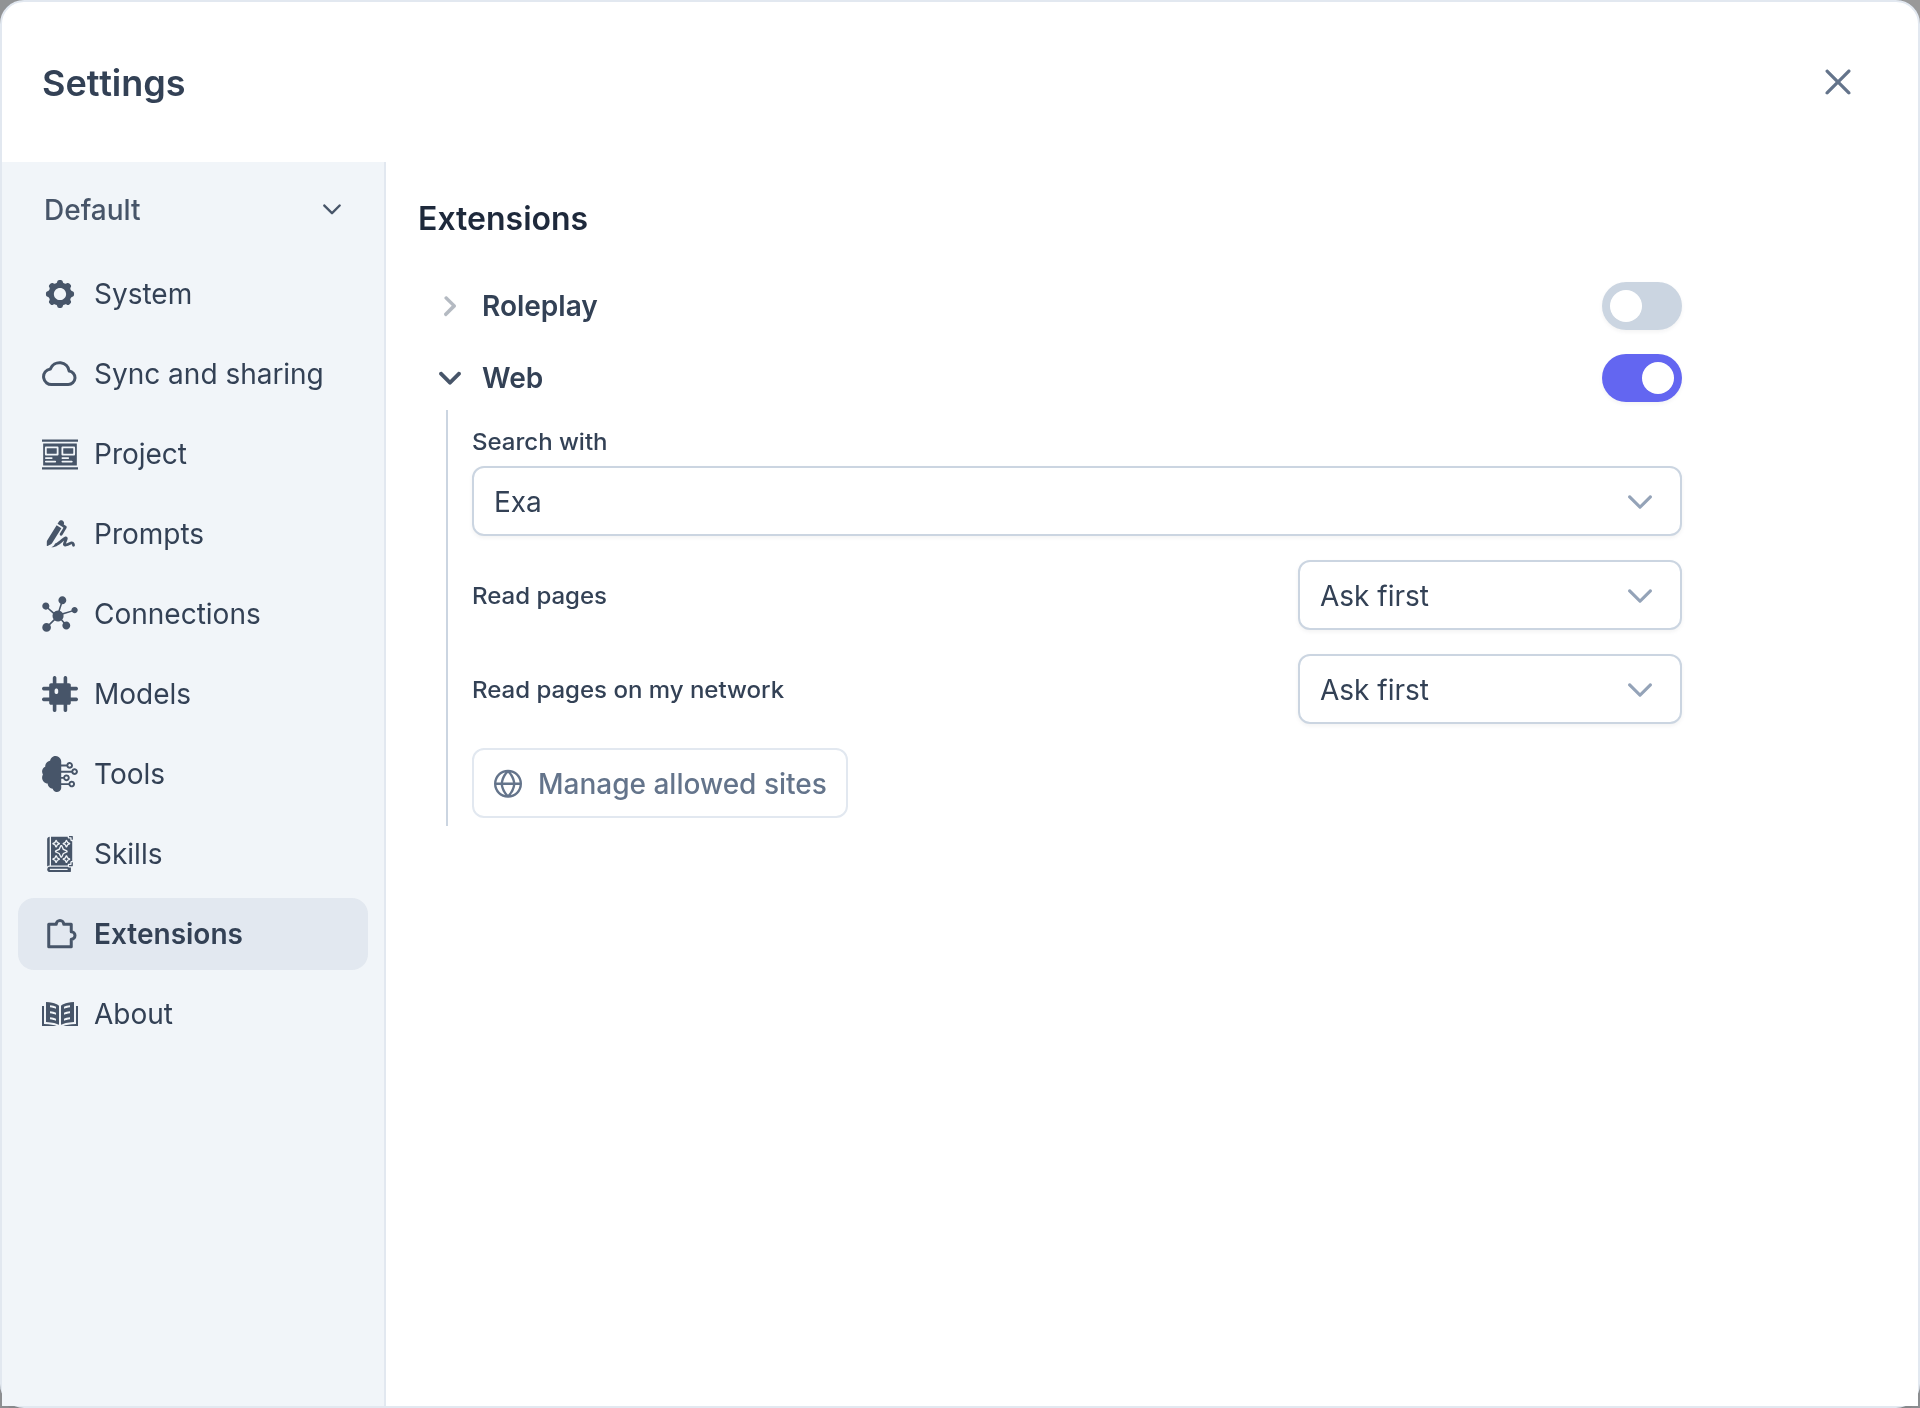 Settings
Default
System
Sync and sharing
Project
Prompts
Connections
Models
Tools
Skills
Extensions
About
Extensions
Roleplay
Web
Search with
Exa
Read pages
Ask first
Read pages on my network
Ask first
Manage allowed sites